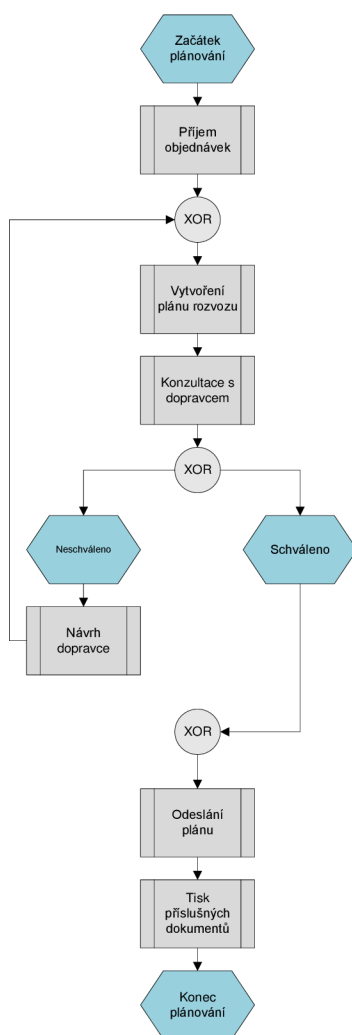 Začátek
plánování
Příjem
objednávek
XOR
Vytvoření
plánu rozvozu
Konzultace s
dopravcem
XOR
Neschváleno
Schváleno
Návrh
dopravce
XOR
Odeslání
plánu
Tisk
příslušných
dokumentů
Konec
plánování